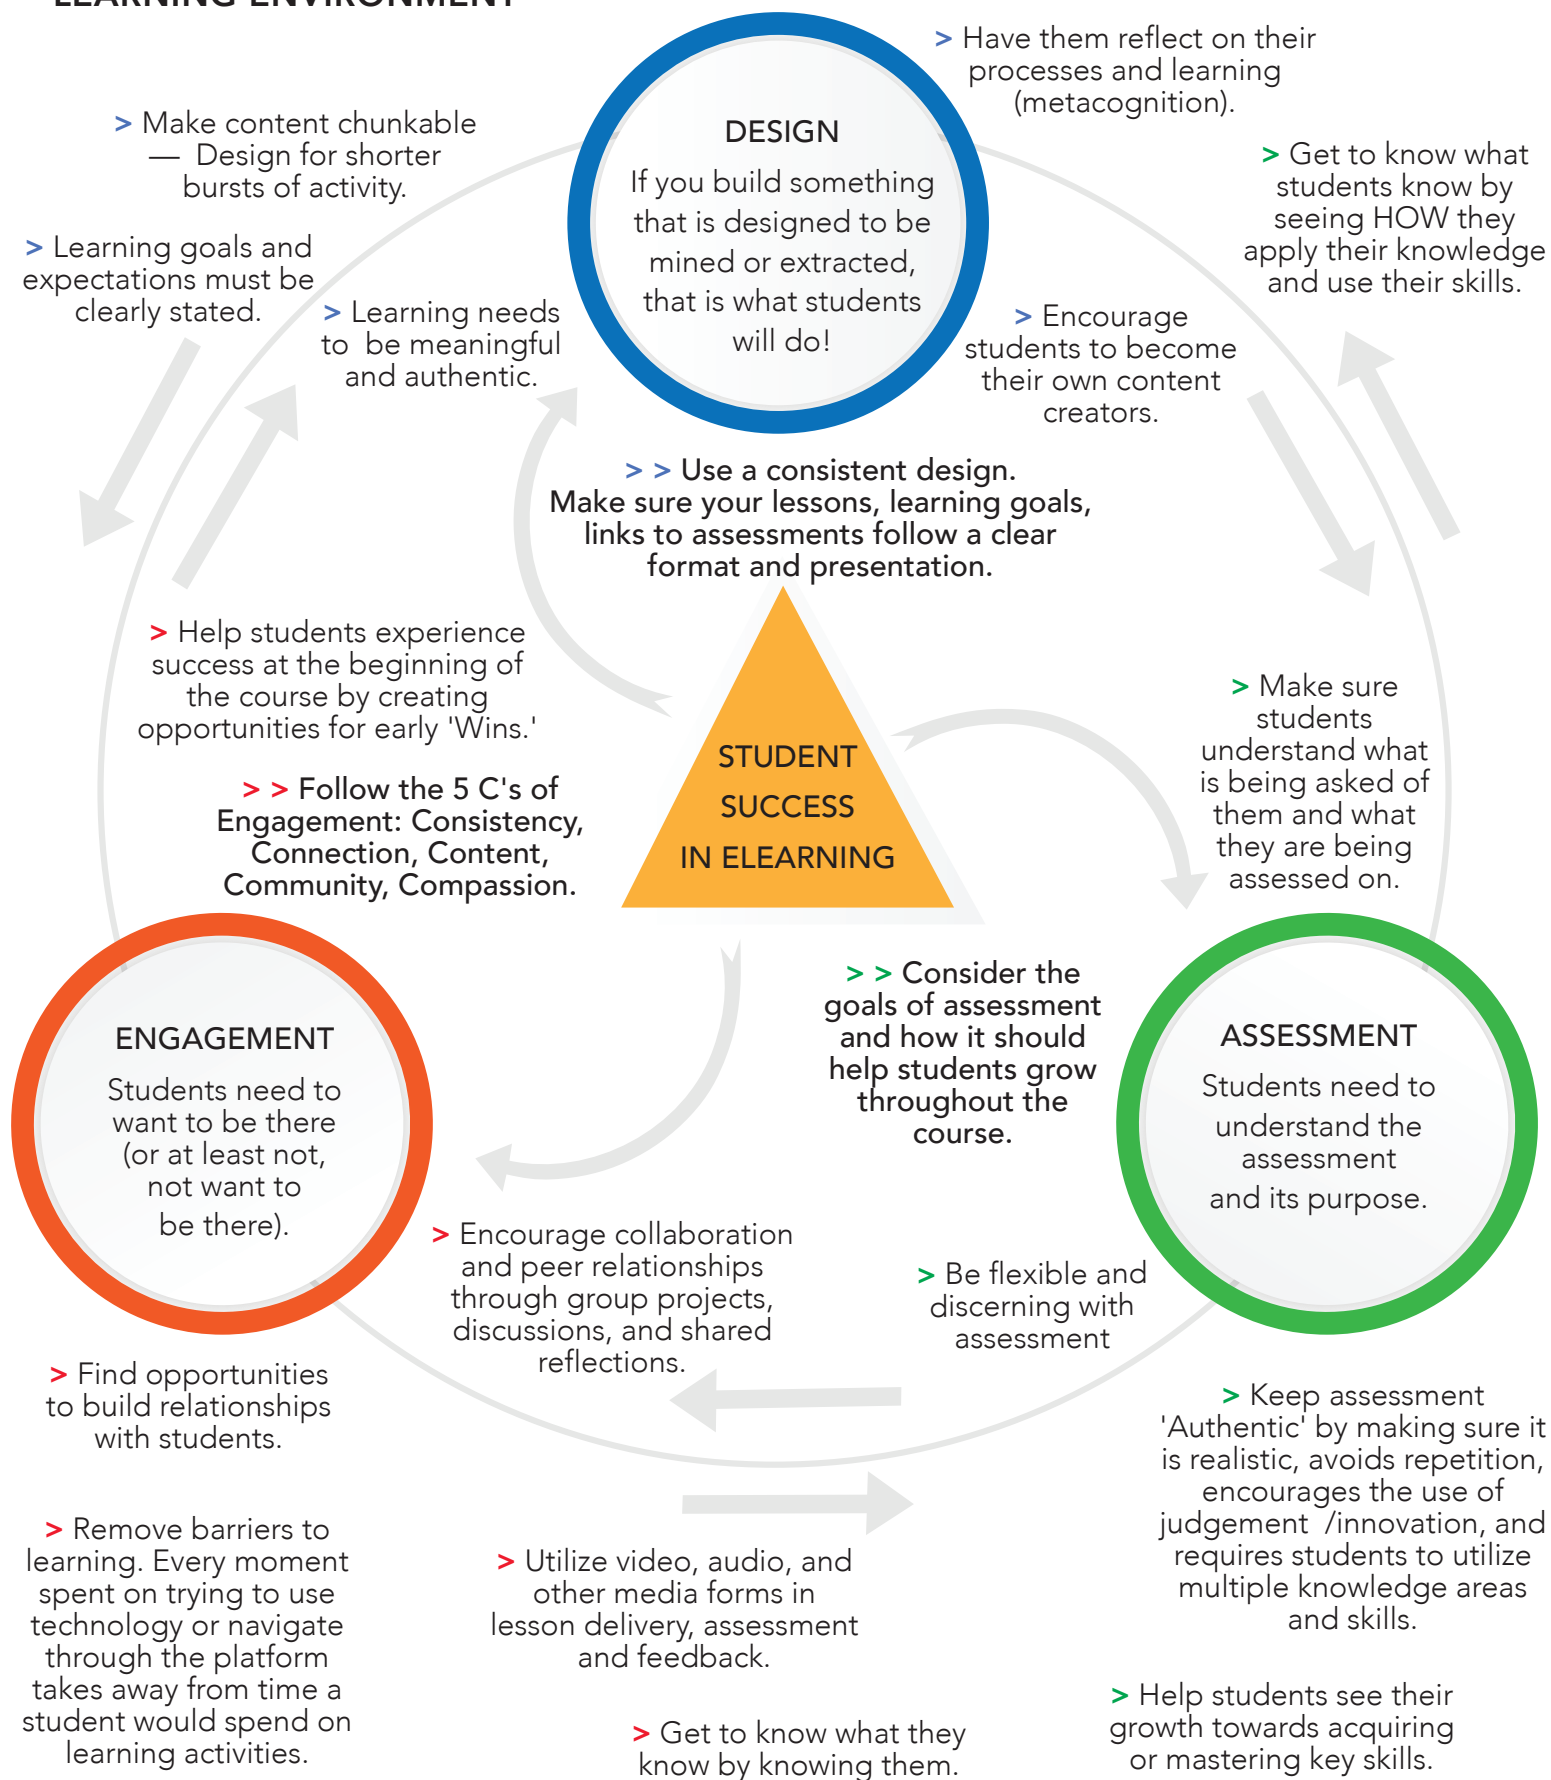 LEARNING ENVIRONMENT
> Have them reflect on their
processes and learning
(metacognition).
> Make content chunkable
— Design for shorter
bursts of activity.
DESIGN
If you build something
that is designed to be
mined or extracted,
that is what students
will do!
> Get to know what
students know by
seeing HOW they
apply their knowledge
and use their skills.
> Learning goals and
expectations must be
clearly stated.
> Learning needs
to be meaningful
and authentic.
> Encourage
students to become
their own content
creators.
> > Use a consistent design.
Make sure your lessons, learning goals,
links to assessments follow a clear
format and presentation.
> Help students experience
success at the beginning of
the course by creating
opportunities for early 'Wins.'
> > Follow the 5 C's of
Engagement: Consistency,
Connection, Content,
Community, Compassion.
STUDENT
SUCCESS
IN ELEARNING
> Make sure
students
understand what
is being asked of
them and what
they are being
assessed on.
ENGAGEMENT
Students need to
want to be there
(or at least not,
not want to
be there).
> > Consider the
goals of assessment
and how it should
help students grow
throughout the
course.
ASSESSMENT
Students need to
understand the
assessment
and its purpose.
> Encourage collaboration
and peer relationships
through group projects,
discussions, and shared
reflections.
> Be flexible and
discerning with
assessment
> Find opportunities
to build relationships
with students.
> Keep assessment
'Authentic' by making sure it
is realistic, avoids repetition,
encourages the use of
judgement /innovation, and
requires students to utilize
multiple knowledge areas
and skills.
> Remove barriers to
learning. Every moment
spent on trying to use
technology or navigate
through the platform
takes away from time a
student would spend on
learning activities.
> Utilize video, audio, and
other media forms in
lesson delivery, assessment
and feedback.
> Get to know what they
know by knowing them.
> Help students see their
growth towards acquiring
or mastering key skills.